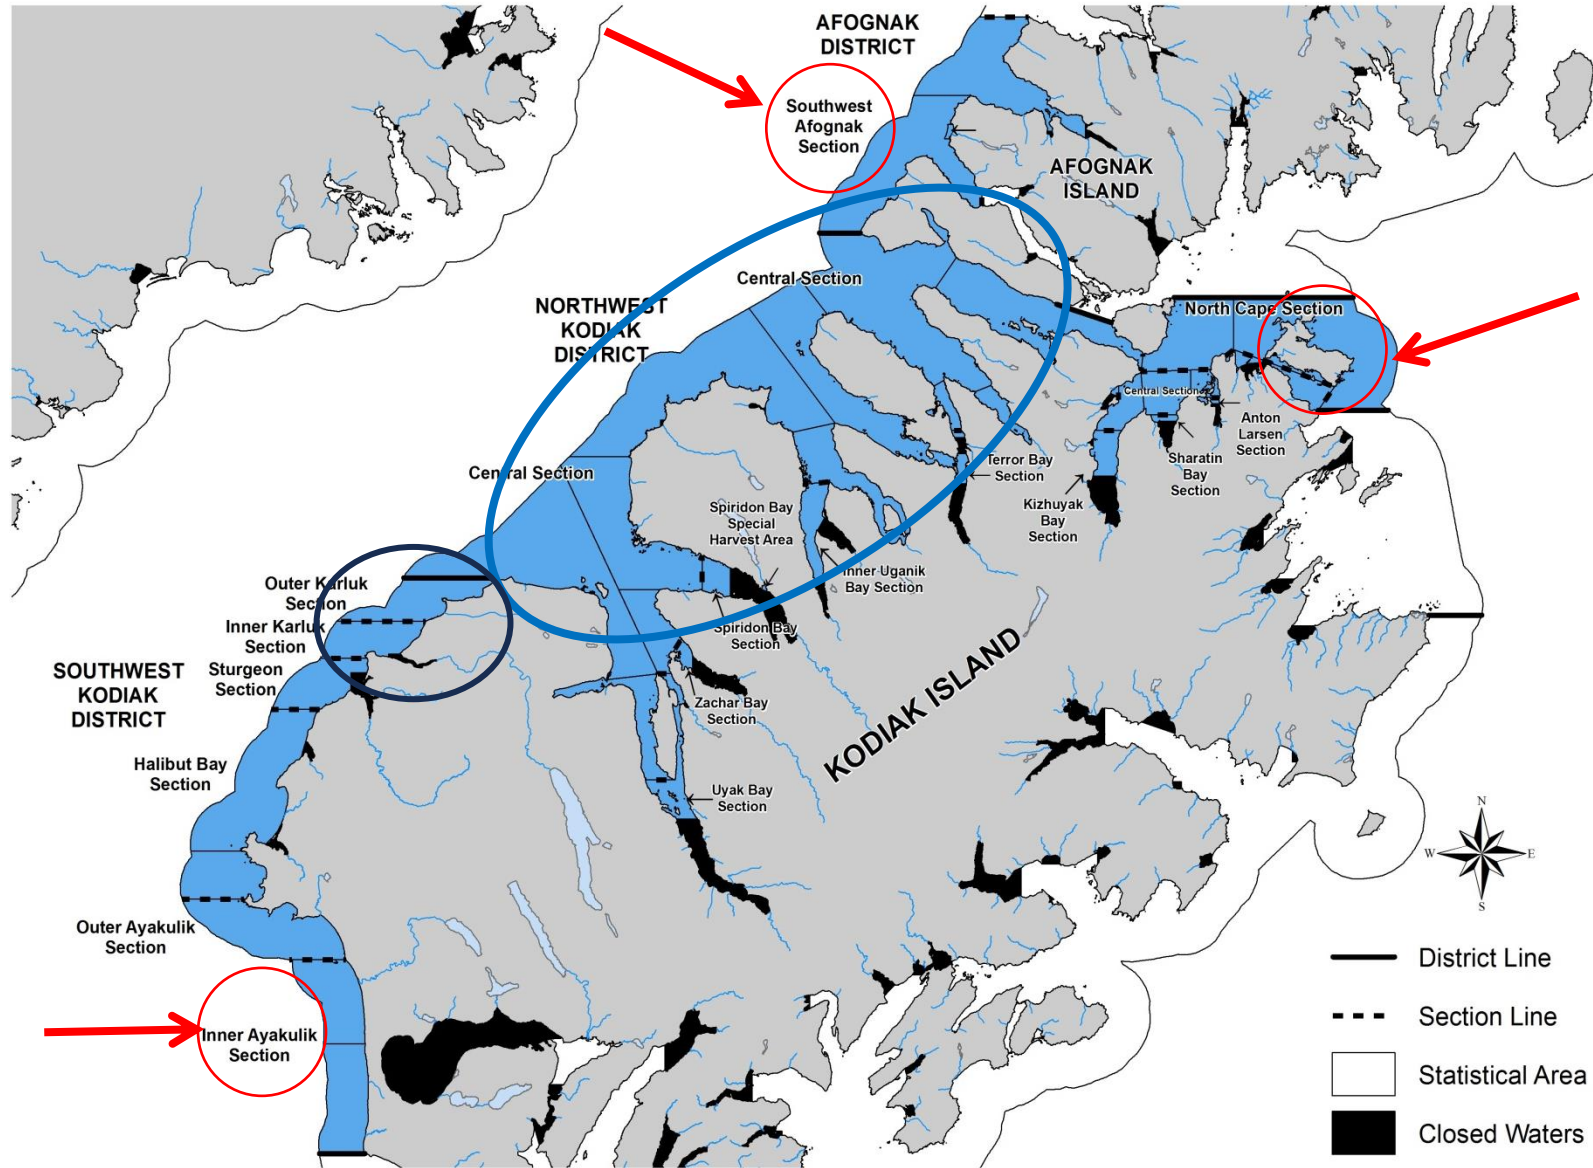 AFOGNAK
DISTRICT
Southwest
Afognak
Section
AFOGNAK
ISLAND
Central Section
NORTHWEST
KODIAK
DISTRICT
North Cape Section
Central Section
Anton
Larsen
Section
Sharatin
Bay
Section
Terror Bay
Section
Kizhuyak
Bay
Section
Central Section
Spiridon Bay
Special
Harvest Area
Inner Uganik
Bay Section
Outer Karluk
Section
Inner Karluk
Section
Spiridon Bay
Section
Sturgeon
Section
SOUTHWEST
KODIAK
DISTRICT
Zachar Bay
Section
KODIAK ISLAND
Halibut Bay
Section
Uyak Bay
Section
Outer Ayakulik
Section
Inner Ayakulik
Section
N
W
E
S
District Line
Section Line
Statistical Area
Closed Waters